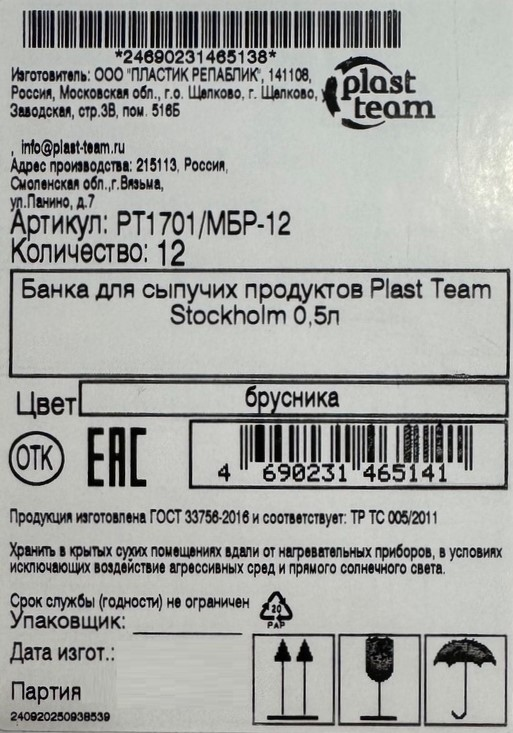 *24690231465138*
Изготовитель: ООО "ПЛАСТИК РЕПАБЛИК", 141108,
Россия, Московская обл., г.о. Щелково, г. Щелково,
Заводская, стр.3В, пом. 516Б
plast
team
, info@plast-team.ru
Адрес производства: 215113, Россия,
Смоленская обл.,г.Вязьма,
ул.Панино, д.7
Артикул: РТ1701/МБР-12
Количество: 12
Банка для сыпучих продуктов Plast Team
Stockholm 0,5л
Цвет брусника
ОТК ЕАС
4 690231 465141
Продукция изготовлена ГОСТ 33756-2016 и соответствует: ТР ТС 005/2011
Хранить в крытых сухих помещениях вдали от нагревательных приборов, в условиях
исключающих воздействие агрессивных сред и прямого солнечного света.
Срок службы (годности) не ограничен
20
PAP
Упаковщик:
Дата изгот.:
Партия
240920250938539